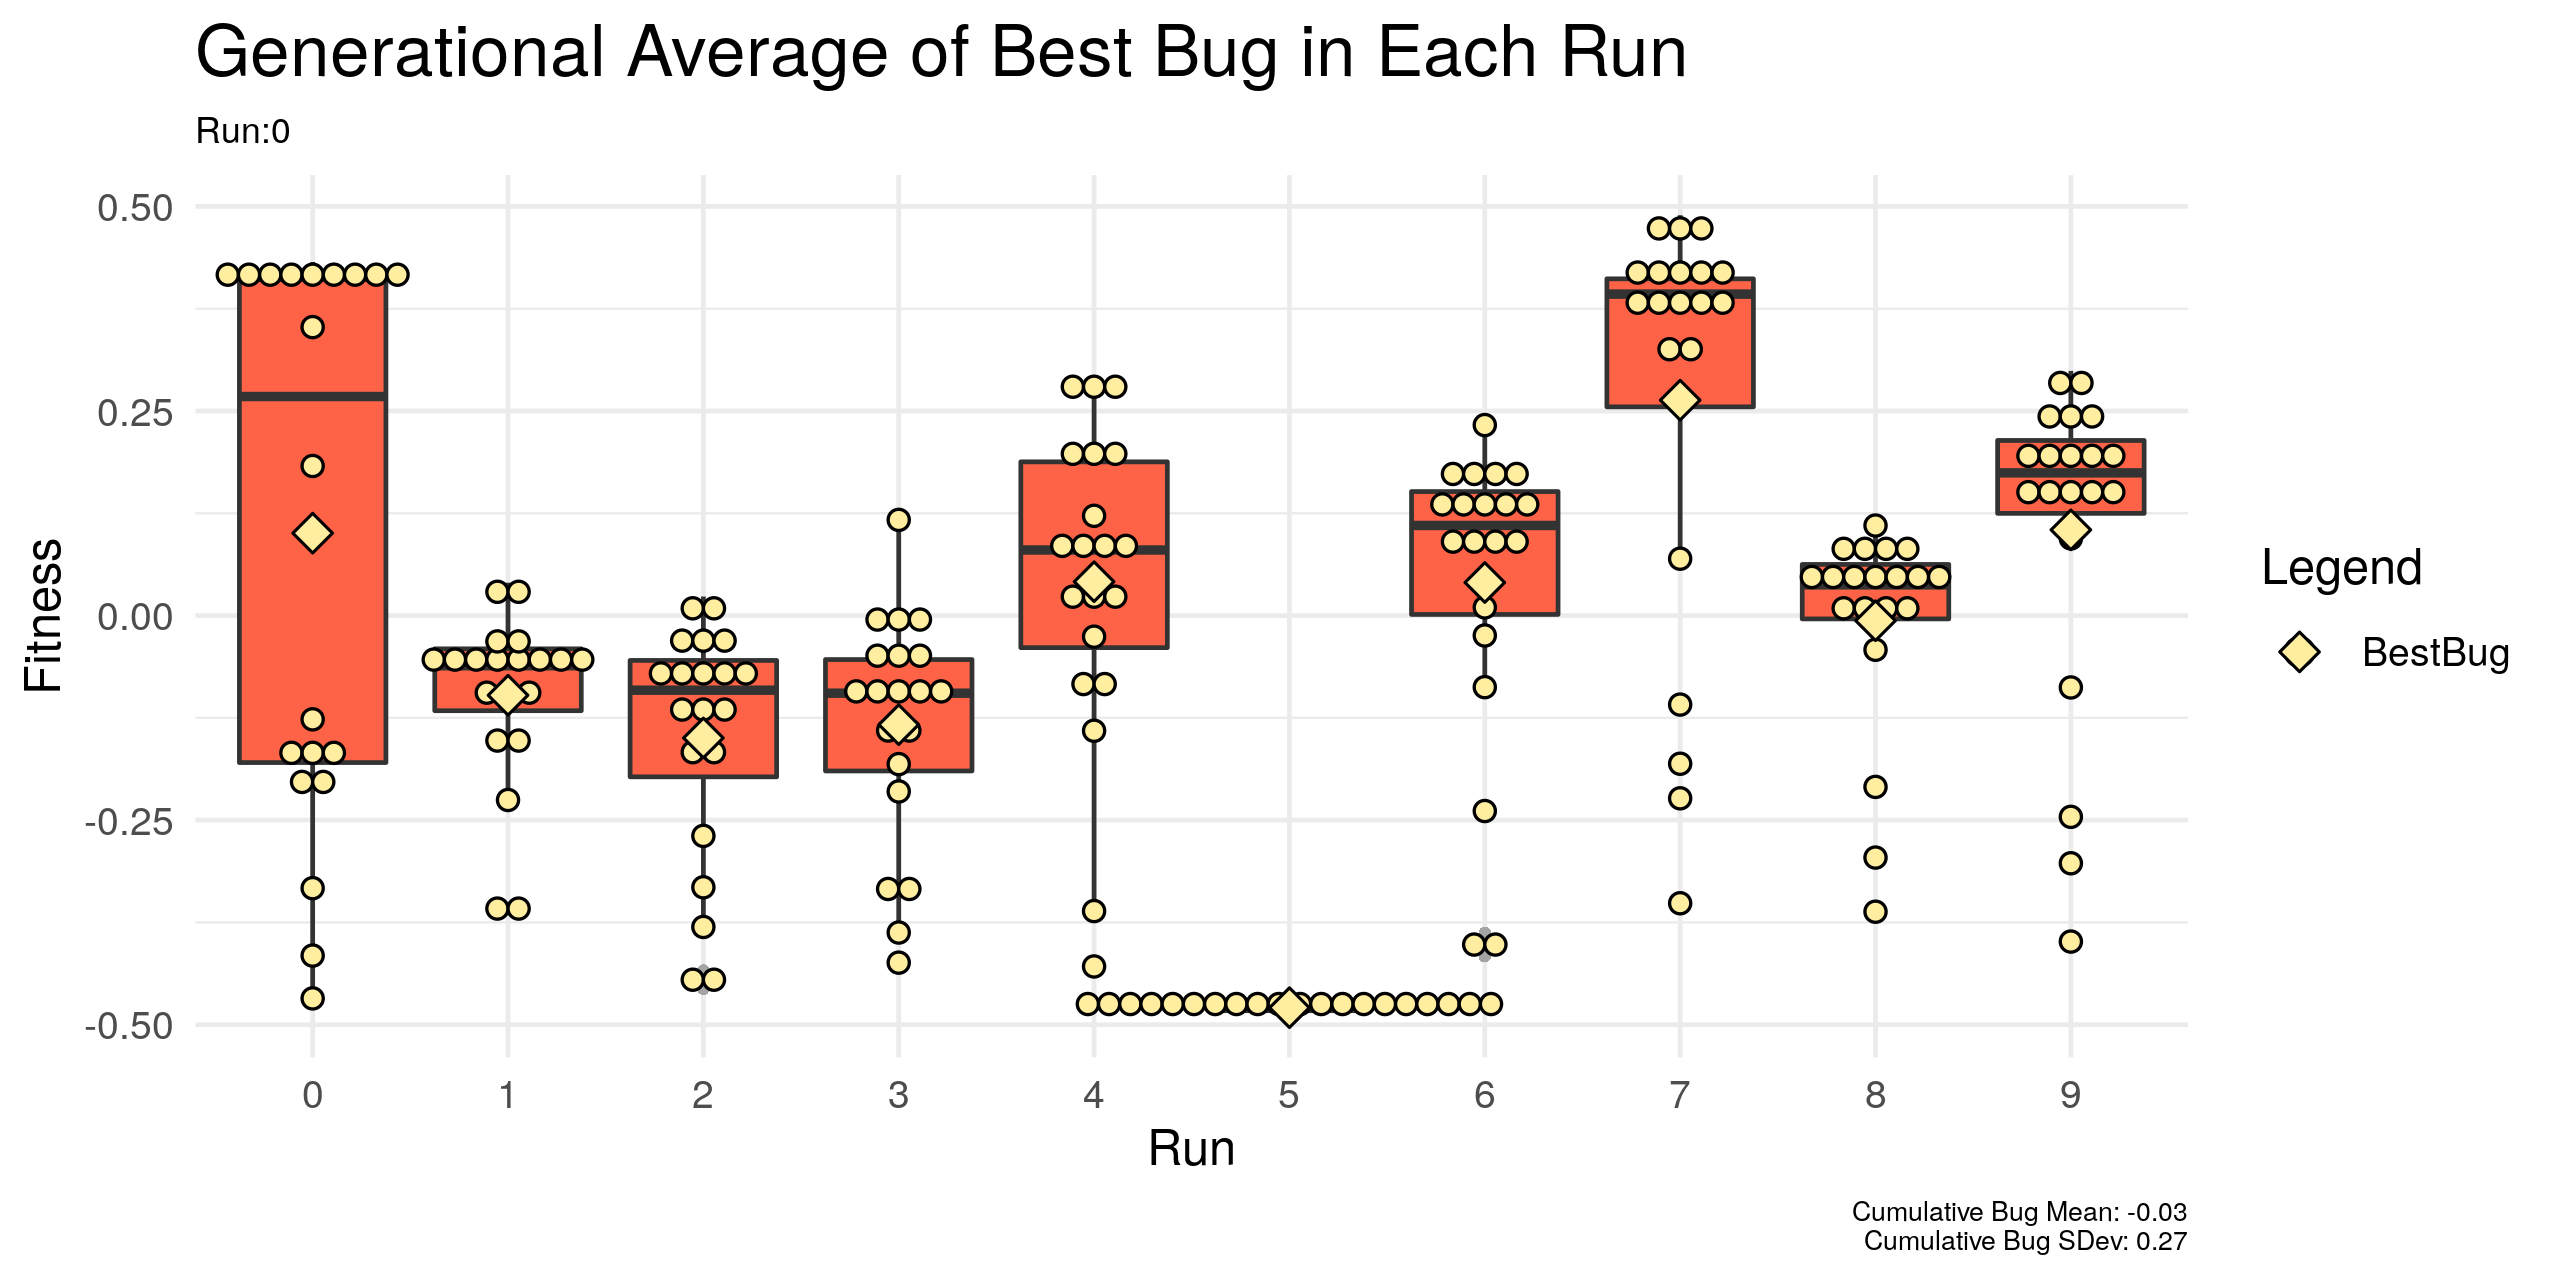 Generational Average of Best Bug in Each Run
Run:0
Fitness
0.50
0.25
0.00
-0.25
-0.50
0 1 2 3 4 5 6 7 8 9
Run
Legend
BestBug
Cumulative Bug Mean: -0.03
Cumulative Bug SDev: 0.27